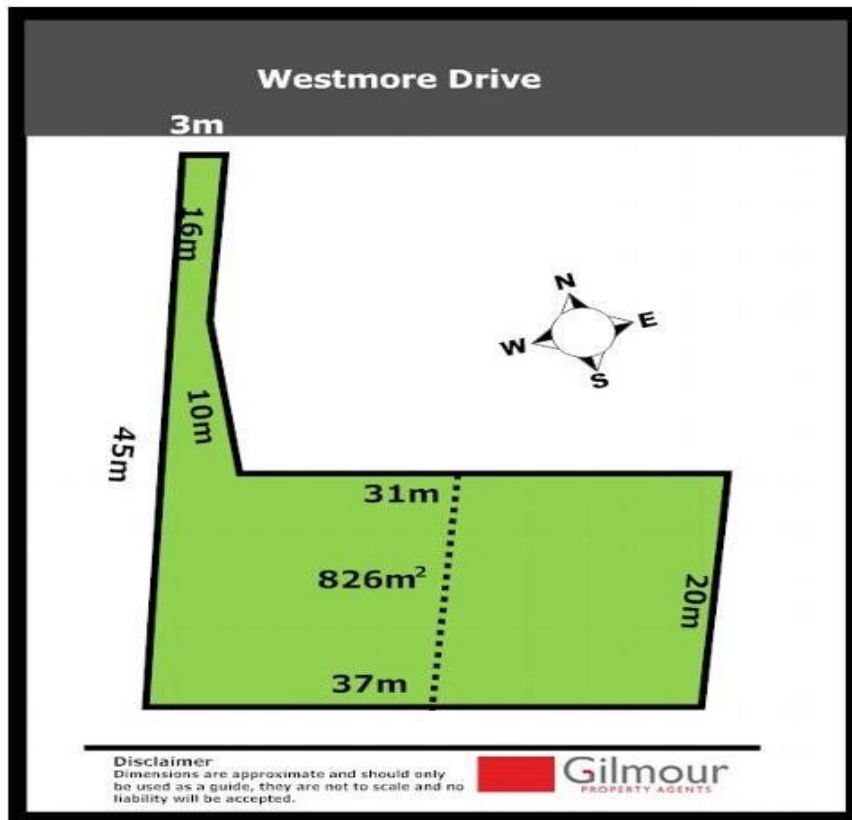 Westmore Drive
3m
16m
N
E
W
S
10m
45m
31m
826m²
20m
37m
Disclaimer
Dimensions are approximate and should only
be used as a guide, they are not to scale and no
liability will be accepted.
Gilmour
PROPERTY AGENTS